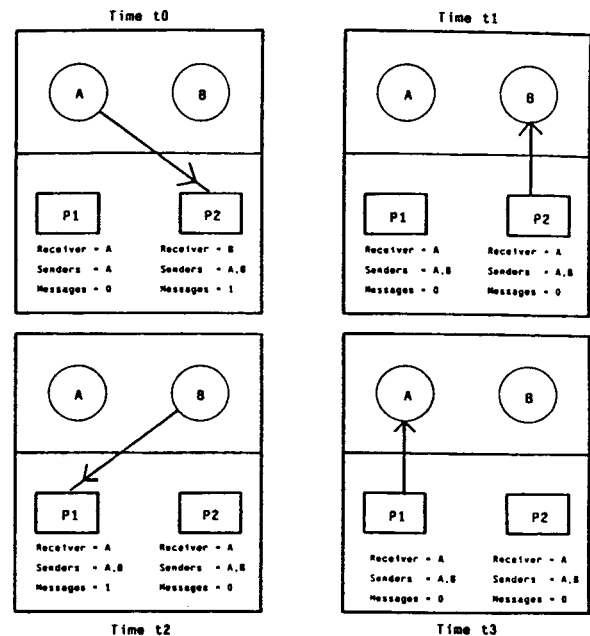 Time t0
A B
P1 P2
Receiver - A Receiver - B
Senders - A Senders - A,B
Messages - 0 Messages - 1
Time t1
A B
P1 P2
Receiver - A Receiver - A
Senders - A,B Senders - A,B
Messages - 0 Messages - 0
A B
P1 P2
Receiver - A Receiver - A
Senders - A,B Senders - A,B
Messages - 1 Messages - 0
Time t2
A B
P1 P2
Receiver - A Receiver - A
Senders - A,B Senders - A,B
Messages - 0 Messages - 0
Time t3